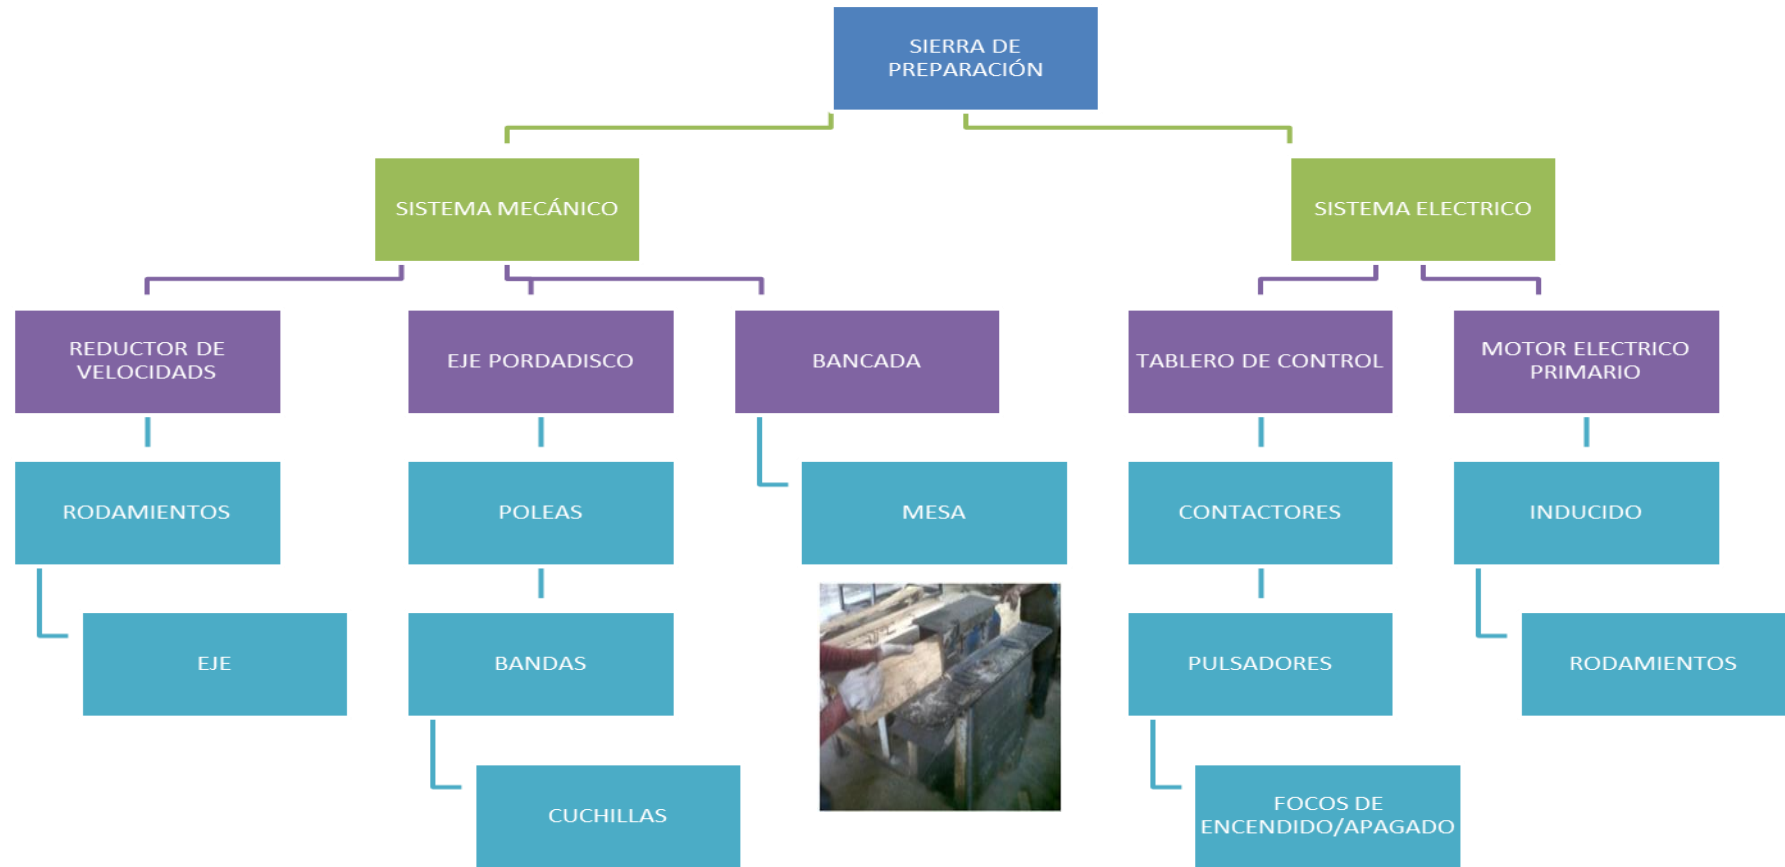 SIERRA DE
PREPARACIÓN
SISTEMA MECÁNICO
SISTEMA ELECTRICO
REDUCTOR DE
VELOCIDADS
EJE PORDADISCO
BANCADA
TABLERO DE CONTROL
MOTOR ELECTRICO
PRIMARIO
RODAMIENTOS
POLEAS
MESA
CONTACTORES
INDUCIDO
EJE
BANDAS
PULSADORES
RODAMIENTOS
CUCHILLAS
FOCOS DE
ENCENDIDO/APAGADO